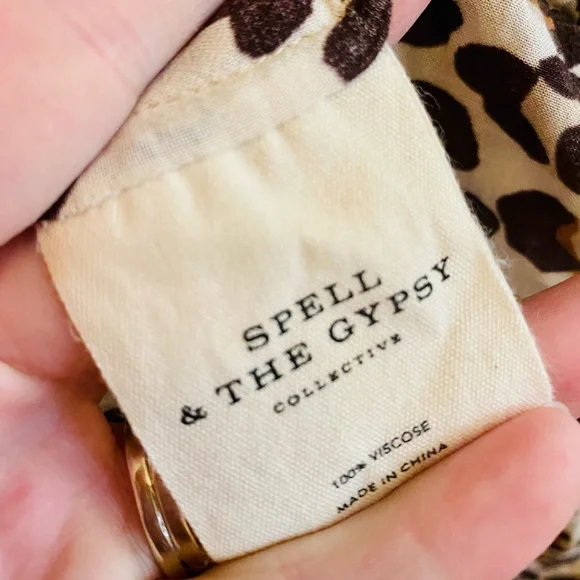 SPELL
& THE GYPSY
COLLECTIVE
100% VISCOSE
MADE IN CHINA